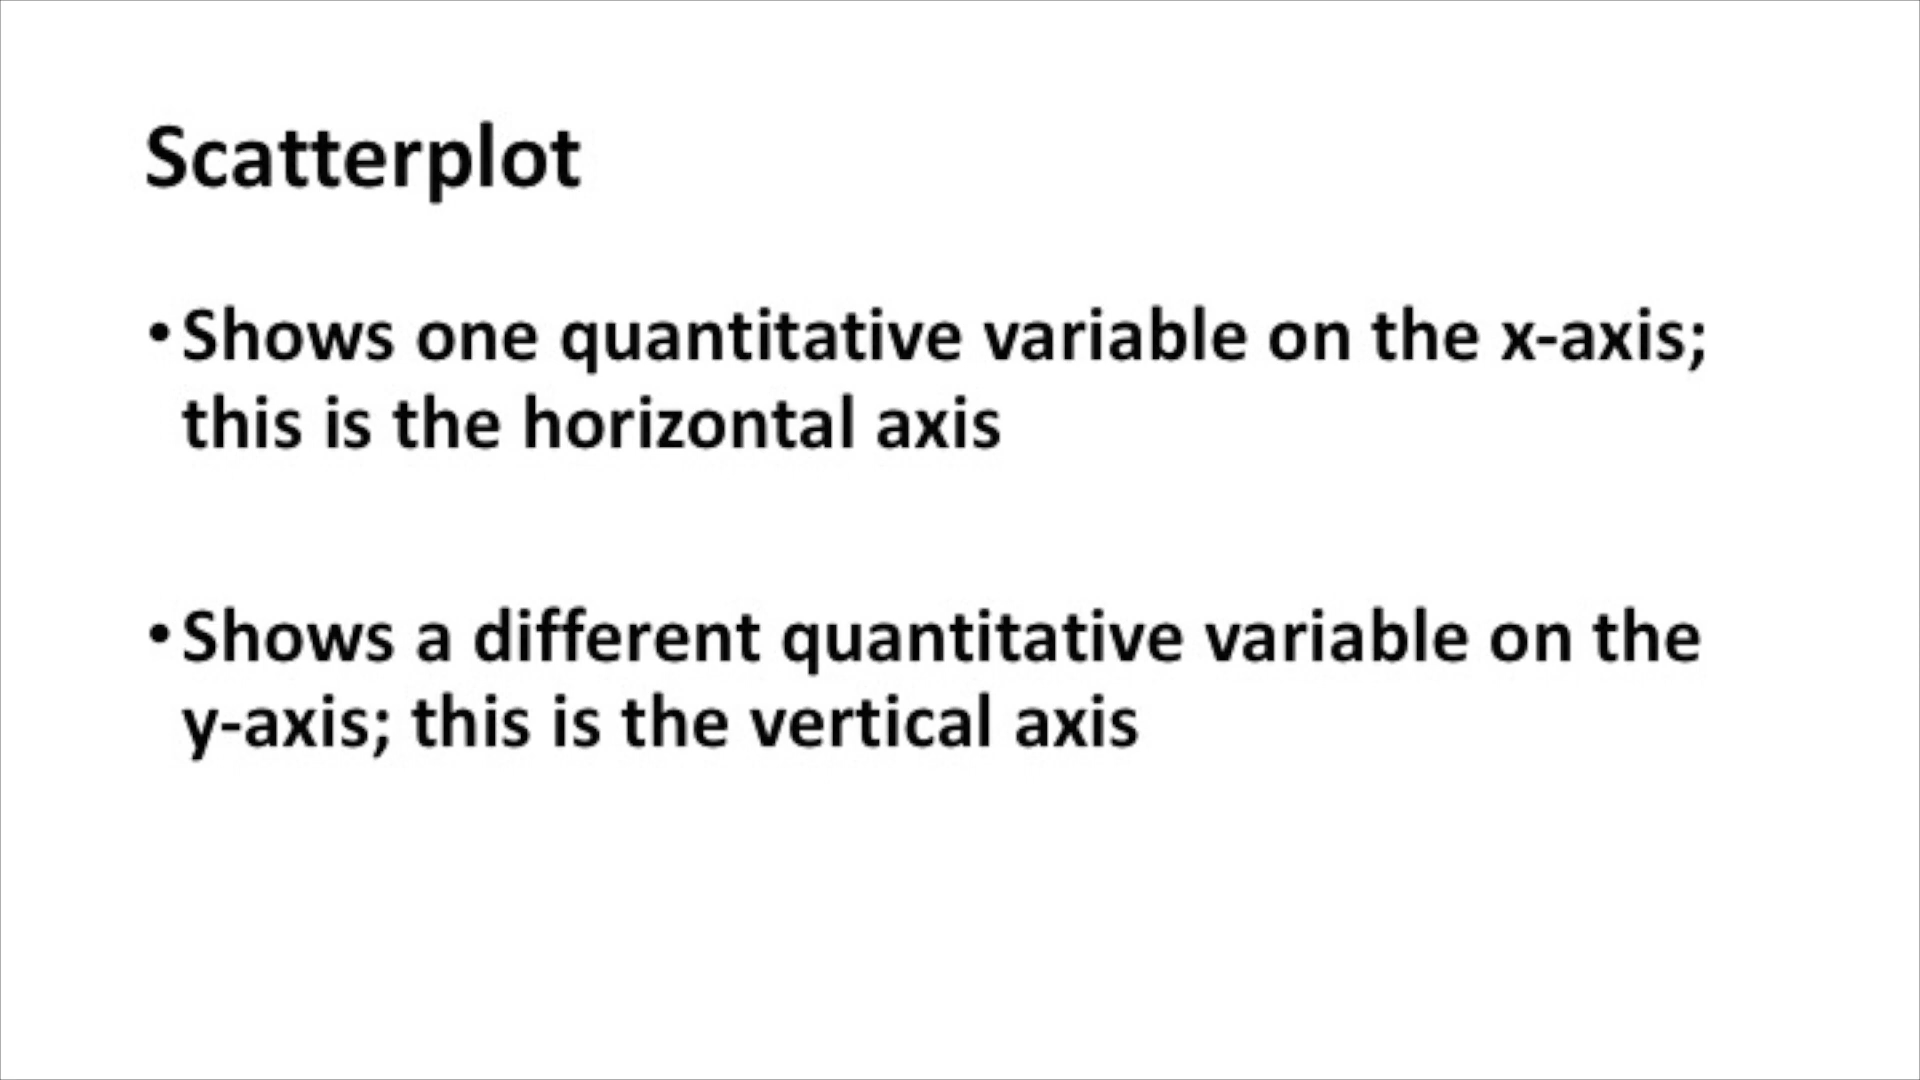 Scatterplot
•Shows one quantitative variable on the x-axis;
this is the horizontal axis
•Shows a different quantitative variable on the
y-axis; this is the vertical axis